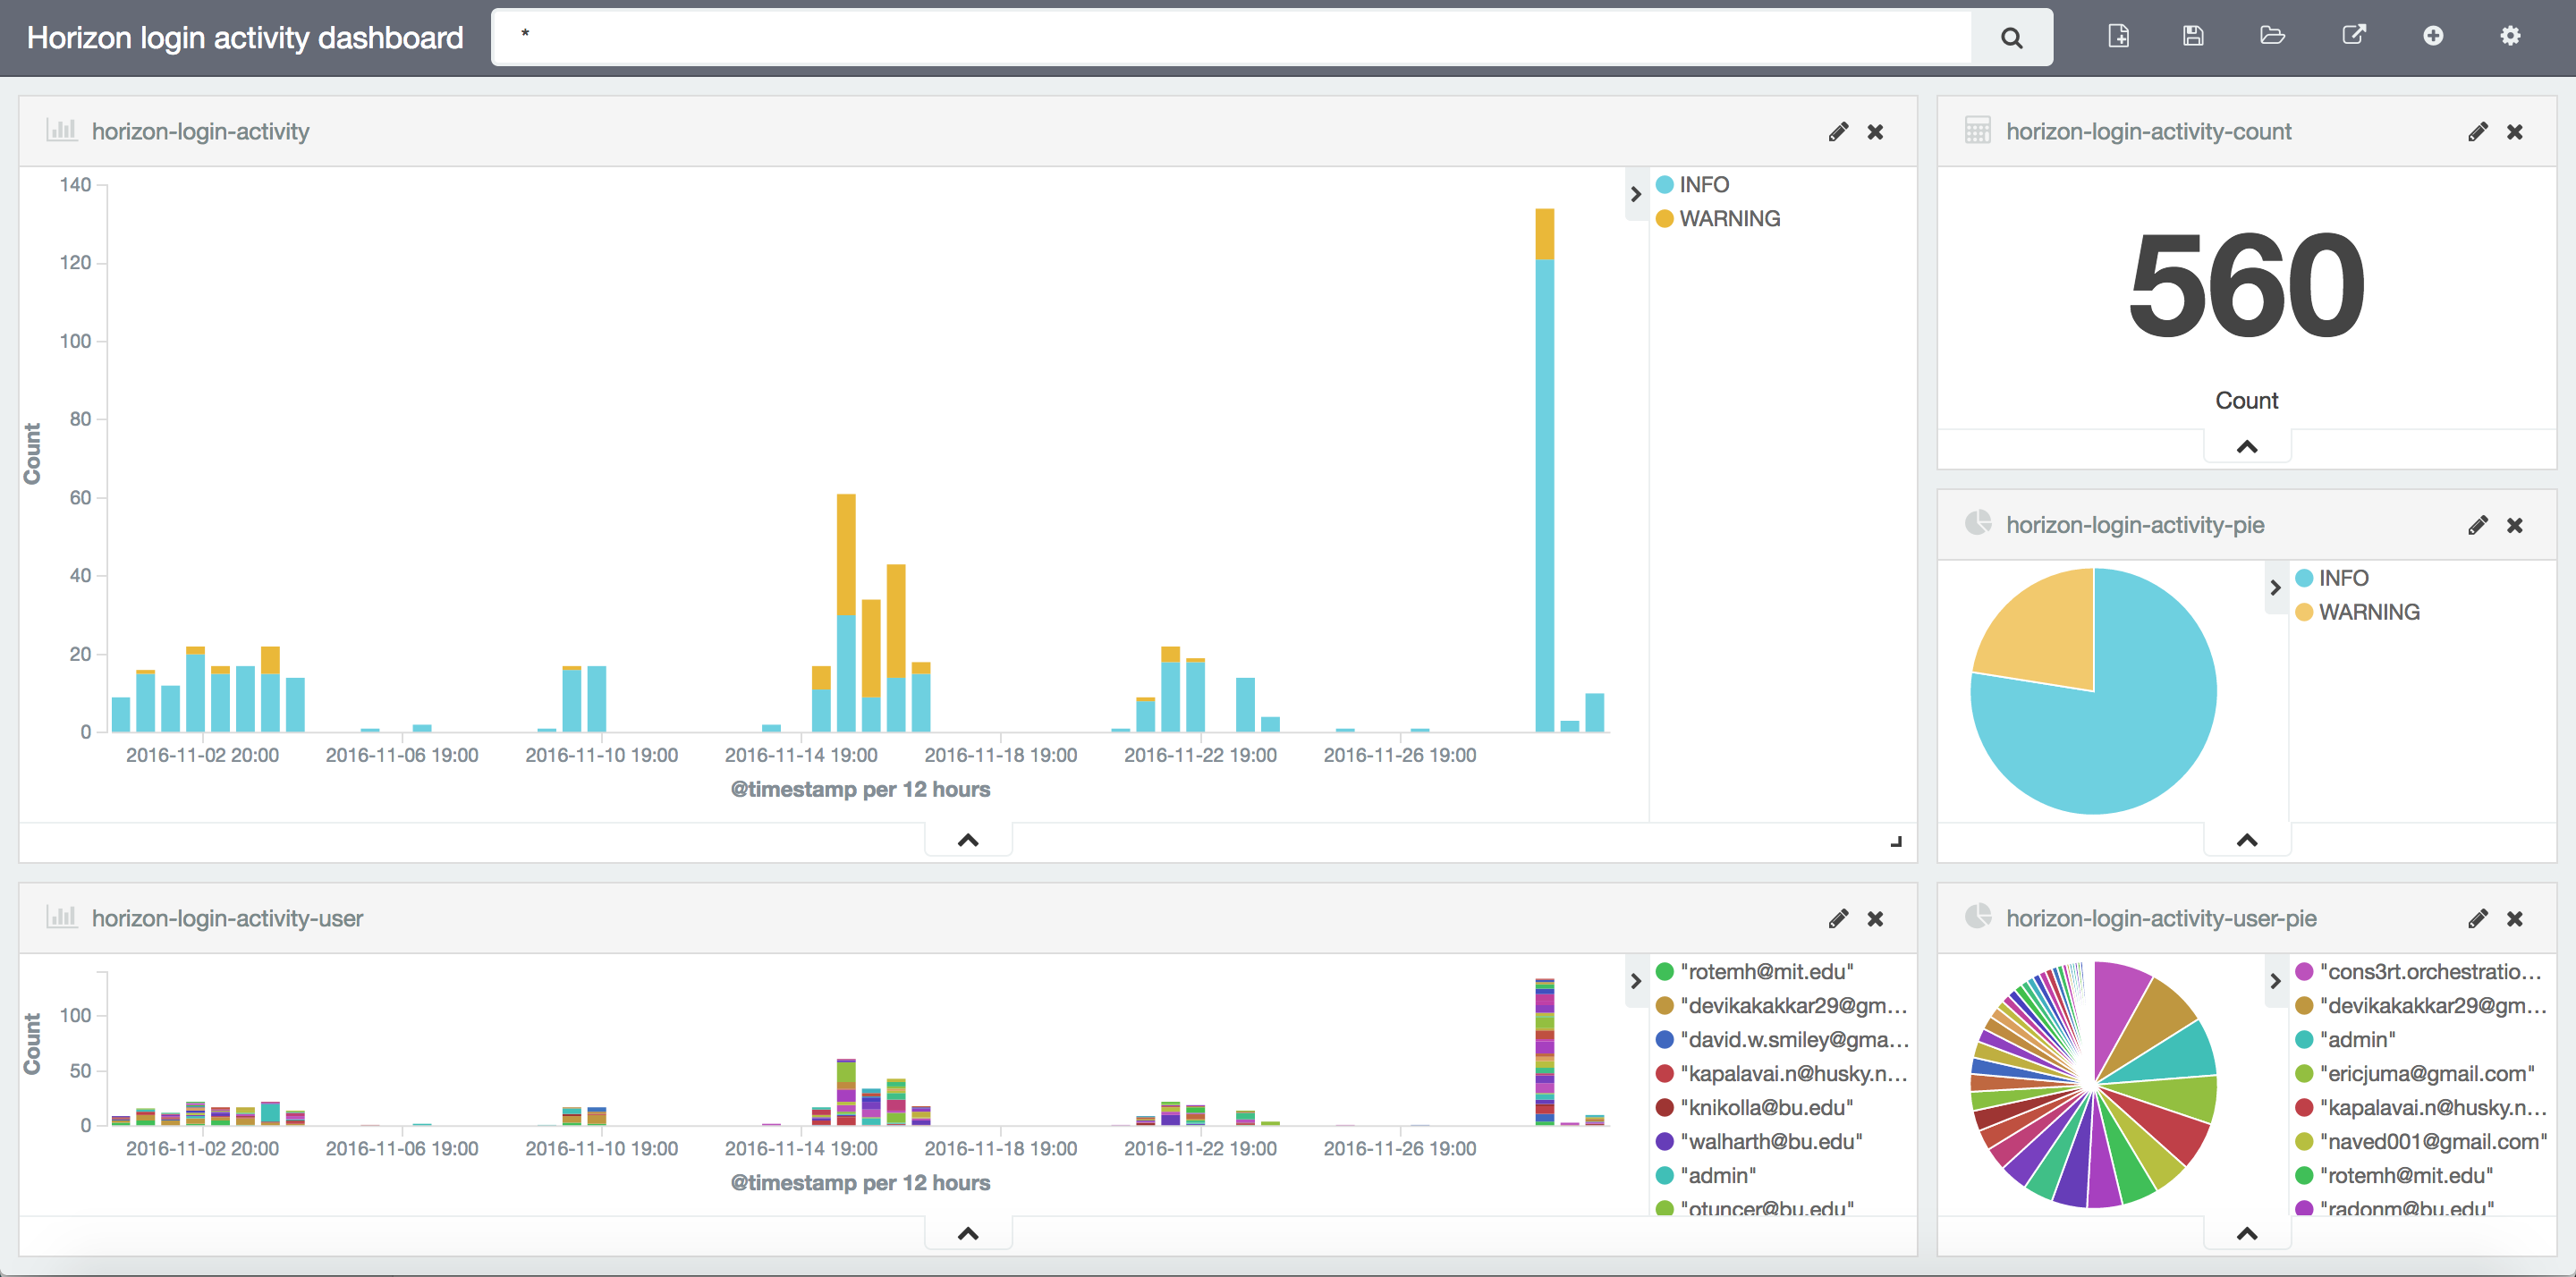 Horizon login activity dashboard
*
horizon-login-activity
140
120
100
80
60
40
20
0
Count
2016-11-02 20:00
2016-11-06 19:00
2016-11-10 19:00
2016-11-14 19:00
2016-11-18 19:00
2016-11-22 19:00
2016-11-26 19:00
@timestamp per 12 hours
INFO
WARNING
horizon-login-activity-count
560
Count
horizon-login-activity-pie
INFO
WARNING
horizon-login-activity-user
100
50
0
Count
2016-11-02 20:00
2016-11-06 19:00
2016-11-10 19:00
2016-11-14 19:00
2016-11-18 19:00
2016-11-22 19:00
2016-11-26 19:00
@timestamp per 12 hours
"rotemh@mit.edu"
"devikakakkar29@gm...
"david.w.smiley@gma...
"kapalavai.n@husky.n...
"knikolla@bu.edu"
"walharth@bu.edu"
"admin"
"otuncer@bu.edu"
horizon-login-activity-user-pie
"cons3rt.orchestratio...
"devikakakkar29@gm...
"admin"
"ericjuma@gmail.com"
"kapalavai.n@husky.n...
"naved001@gmail.com"
"rotemh@mit.edu"
"radonm@bu.edu"